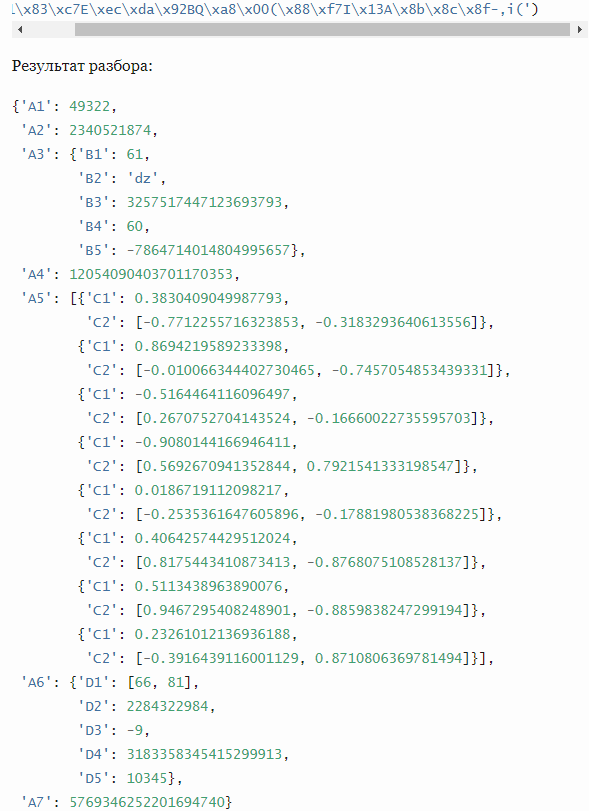 \x83\xc7E\xec\xda\x92BQ\xa8\x00(\x88\xf7I\x13A\x8b\x8c\x8f-,i(')
Результат разбора:
{'A1': 49322,
'A2': 2340521874,
'A3': {'B1': 61,
'B2': 'dz',
'B3': 3257517447123693793,
'B4': 60,
'B5': -7864714014804995657},
'A4': 12054090403701170353,
'A5': [{'C1': 0.3830409049987793,
'C2': [-0.7712255716323853, -0.3183293640613556]},
{'C1': 0.8694219589233398,
'C2': [-0.010066344402730465, -0.7457054853439331]},
{'C1': -0.5164464116096497,
'C2': [0.2670752704143524, -0.16660022735595703]},
{'C1': -0.9080144166946411,
'C2': [0.5692670941352844, 0.7921541333198547]},
{'C1': 0.0186719112098217,
'C2': [-0.2535361647605896, -0.17881980538368225]},
{'C1': 0.40642574429512024,
'C2': [0.8175443410873413, -0.8768075108528137]},
{'C1': 0.5113438963890076,
'C2': [0.9467295408248901, -0.8859838247299194]},
{'C1': 0.23261012136936188,
'C2': [-0.3916439116001129, 0.8710806369781494]}],
'A6': {'D1': [66, 81],
'D2': 2284322984,
'D3': -9,
'D4': 3183358345415299913,
'D5': 10345},
'A7': 5769346252201694740}